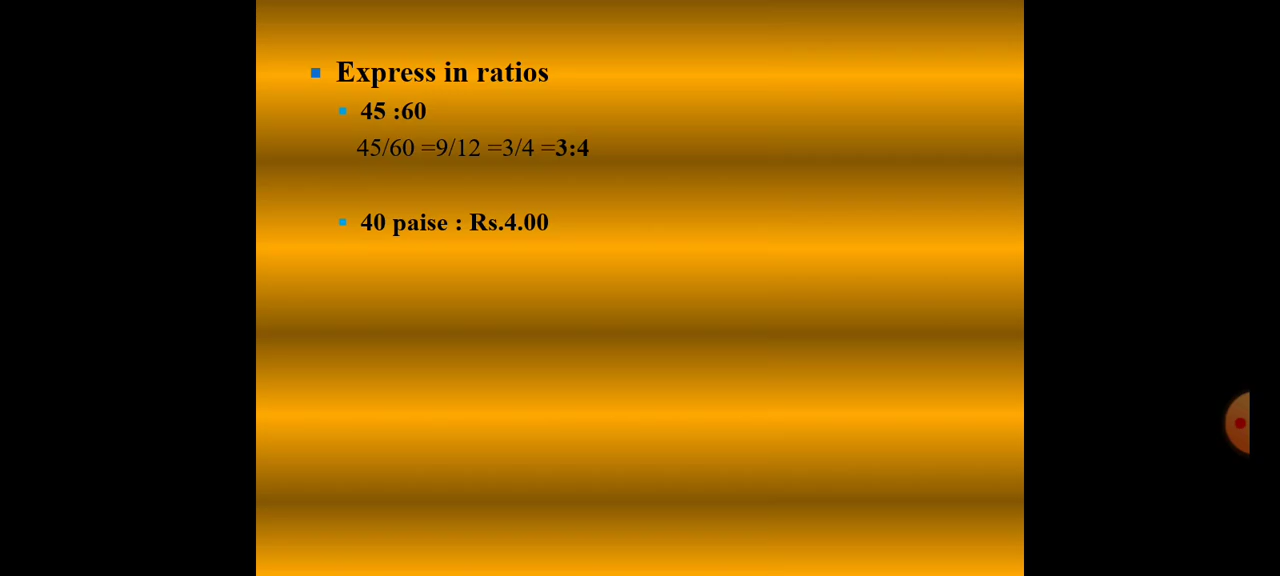 Express in ratios
45 :60
45/60 =9/12 =3/4 =3:4
40 paise : Rs.4.00